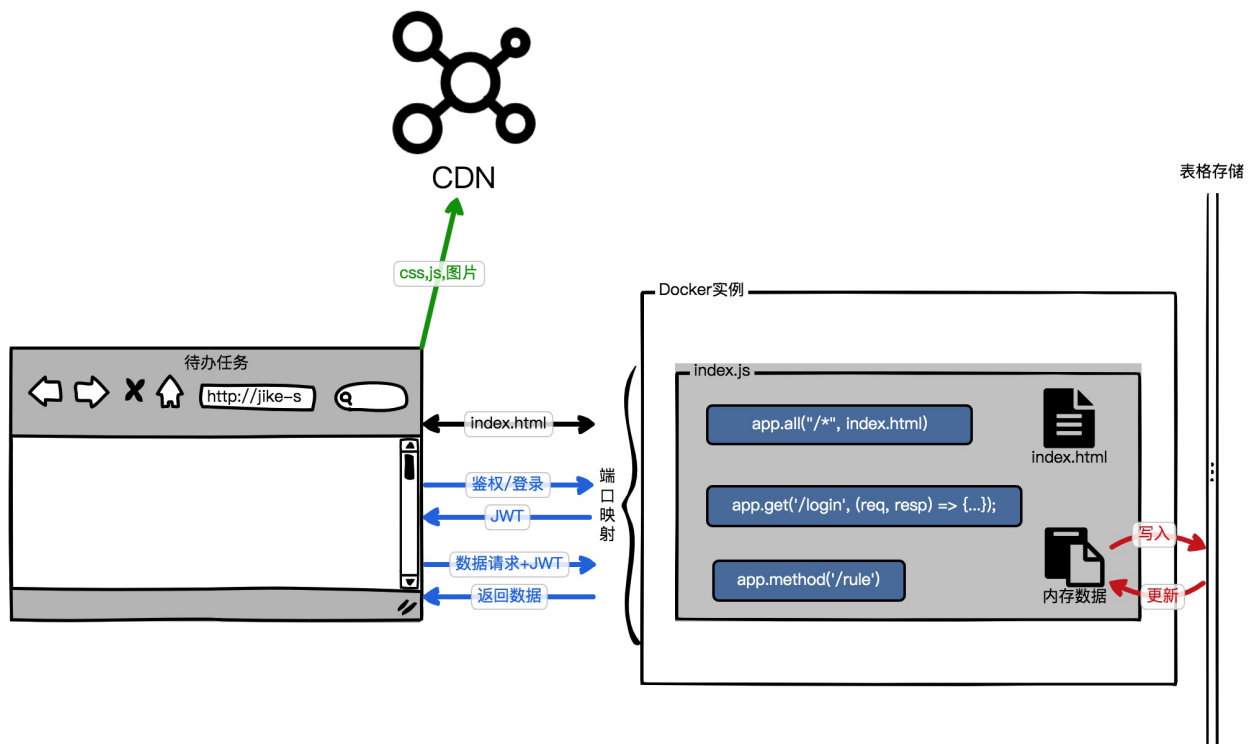 CDN
表格存储
css,js,图片
Docker实例
待办任务
http://jike-s
index.js
app.all("/*", index.html)
index.html
index.html
鉴权/登录
JWT
数据请求+JWT
返回数据
端口映射
app.get('/login', (req, resp) => {...});
app.method('/rule')
内存数据
写入
更新